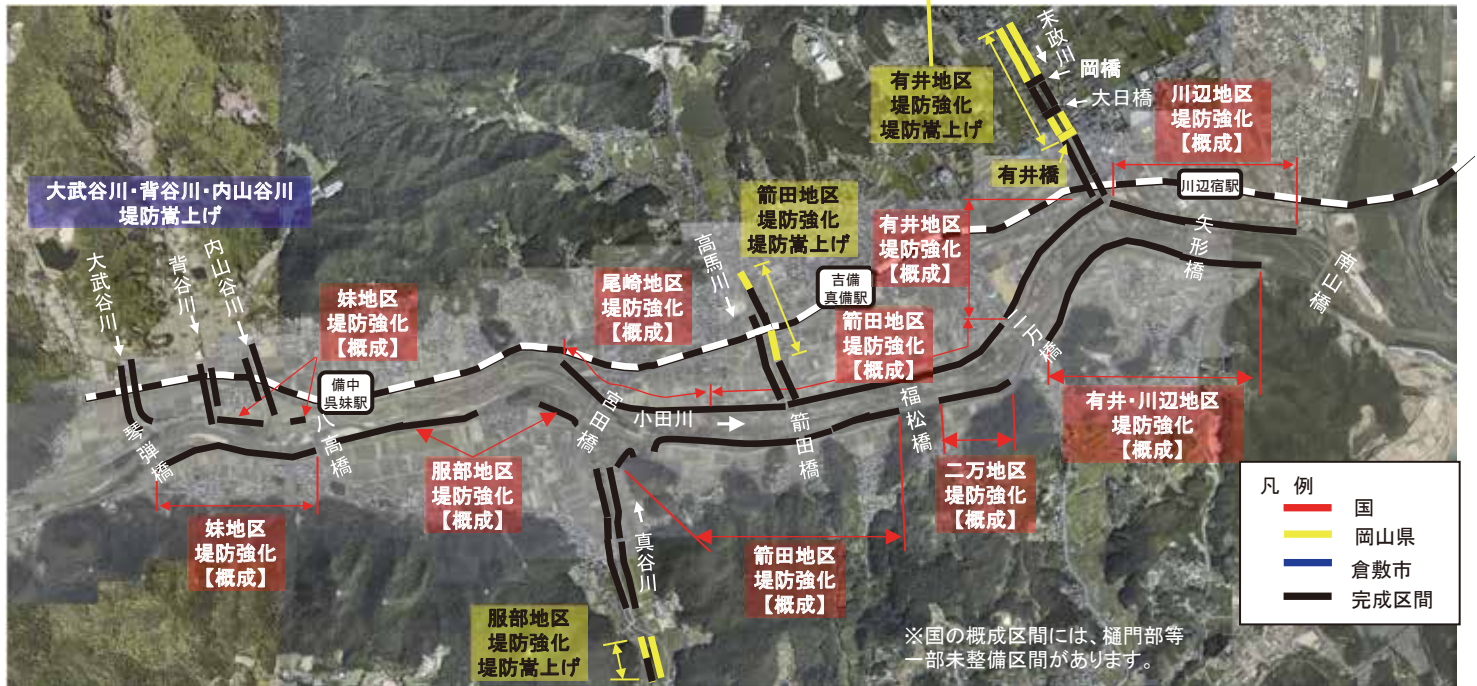 末政川
岡橋
大日橋
有井地区
堤防強化
堤防嵩上げ
川辺地区
堤防強化
【概成】
有井橋
川辺宿駅
大武谷川・背谷川・内山谷川
堤防嵩上げ
箭田地区
堤防強化
堤防嵩上げ
有井地区
堤防強化
【概成】
矢形橋
南山橋
大武谷川
背谷川
内山谷川
妹地区
堤防強化
【概成】
尾崎地区
堤防強化
【概成】
高馬川
吉備
真備駅
箭田地区
堤防強化
【概成】
二万橋
備中
呉妹駅
琴弾橋
八高橋
宮田橋
小田川
箭田橋
福松橋
有井・川辺地区
堤防強化
【概成】
服部地区
堤防強化
【概成】
二万地区
堤防強化
【概成】
妹地区
堤防強化
【概成】
真谷川
箭田地区
堤防強化
【概成】
服部地区
堤防強化
堤防嵩上げ
凡 例
国
岡山県
倉敷市
完成区間
※国の概成区間には、樋門部等
一部未整備区間があります。